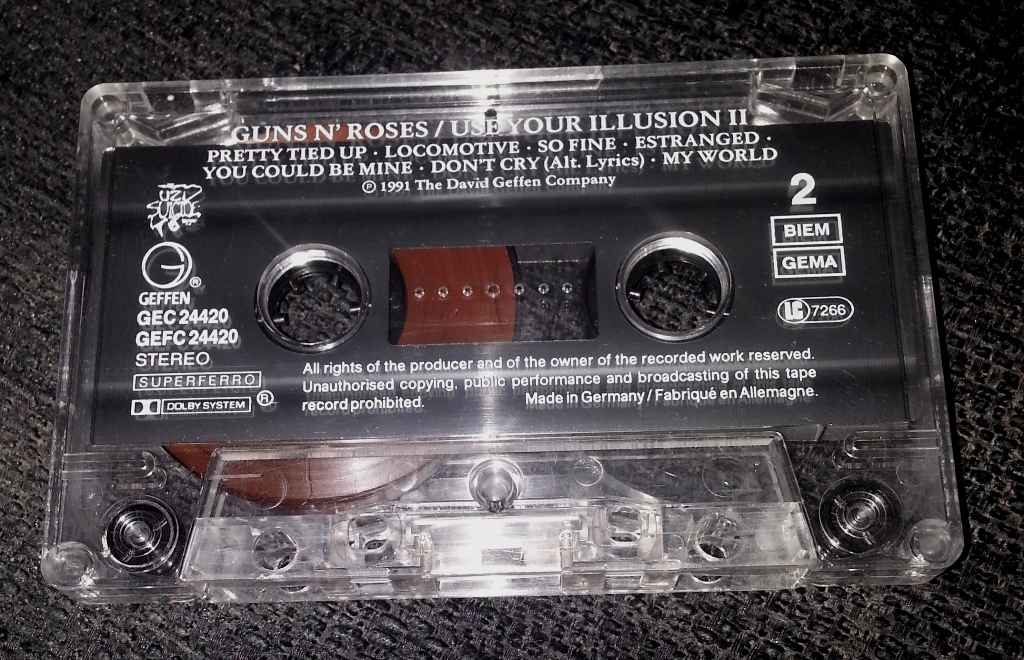 GUNS N' ROSES / USE YOUR ILLUSION II
PRETTY TIED UP · LOCOMOTIVE · SO FINE · ESTRANGED ·
YOU COULD BE MINE · DON'T CRY (Alt. Lyrics) · MY WORLD
℗ 1991 The David Geffen Company
2
BIEM
GEMA
LC 7266
UZI
SUICIDE
G ®
GEFFEN
GEC 24420
GEFC 24420
STEREO
SUPERFERRO
DOLBY SYSTEM ®
All rights of the producer and of the owner of the recorded work reserved.
Unauthorised copying, public performance and broadcasting of this tape
record prohibited. Made in Germany / Fabriqué en Allemagne.